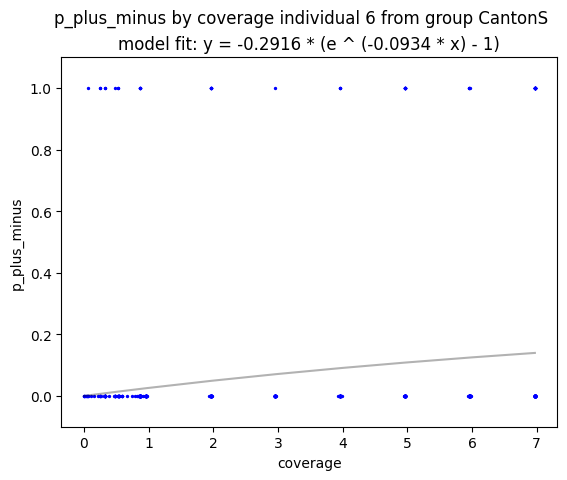 p_plus_minus by coverage individual 6 from group CantonS
model fit: y = -0.2916 * (e ^ (-0.0934 * x) - 1)
1.0
0.8
0.6
0.4
0.2
0.0
p_plus_minus
0 1 2 3 4 5 6 7
coverage